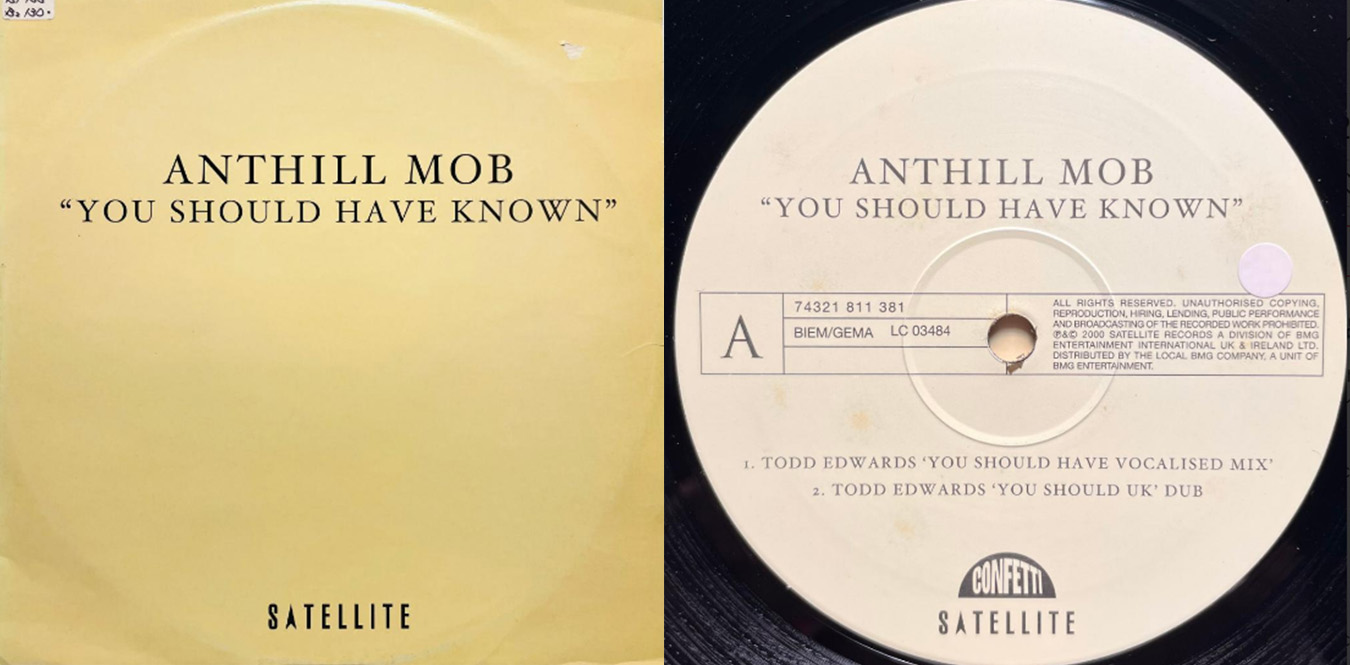 ANTHILL MOB
“YOU SHOULD HAVE KNOWN”
SATELLITE
ANTHILL MOB
“YOU SHOULD HAVE KNOWN”
A
74321 811 381
BIEM/GEMA LC 03484
ALL RIGHTS RESERVED. UNAUTHORISED COPYING,
REPRODUCTION, HIRING, LENDING, PUBLIC PERFORMANCE
AND BROADCASTING OF THE RECORDED WORK PROHIBITED.
℗&© 2000 SATELLITE RECORDS A DIVISION OF BMG
ENTERTAINMENT INTERNATIONAL UK & IRELAND LTD.
DISTRIBUTED BY THE LOCAL BMG COMPANY, A UNIT OF
BMG ENTERTAINMENT.
1. TODD EDWARDS ‘YOU SHOULD HAVE VOCALISED MIX’
2. TODD EDWARDS ‘YOU SHOULD UK’ DUB
CONFETTI
SATELLITE